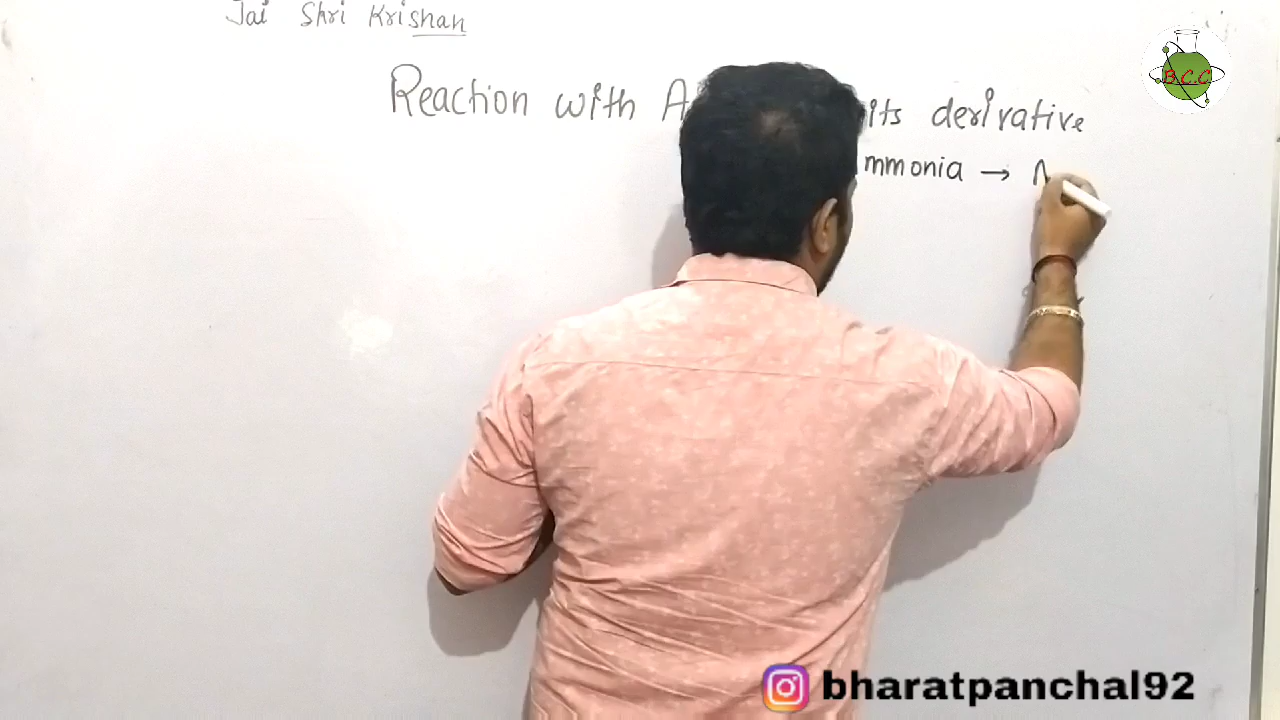 Jai Shri Krishan
Reaction with its derivative
mmonia →
B.C.C
bharatpanchal92